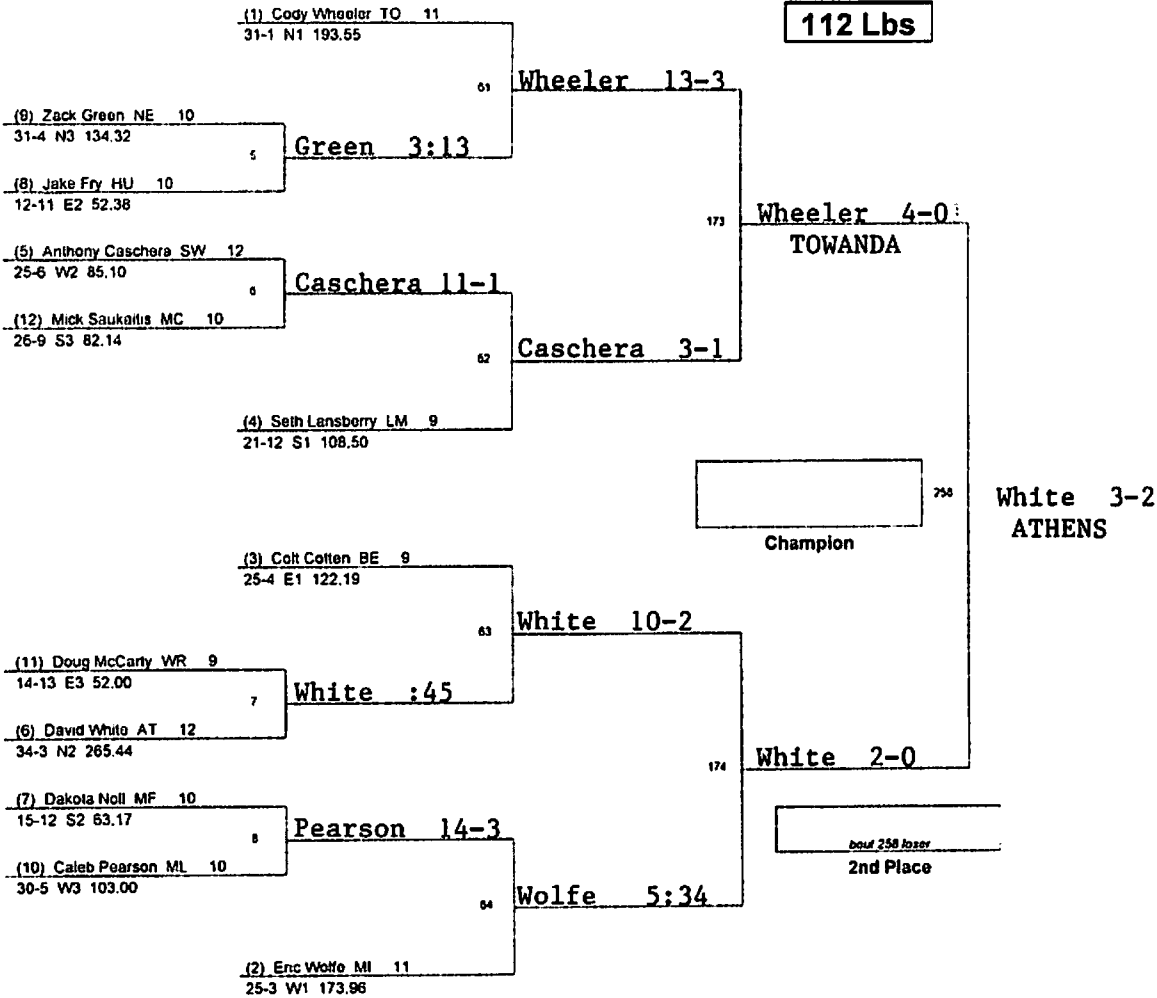 (1) Cody Wheeler TO 11
31-1 N1 193.55
112 Lbs
61 Wheeler 13-3
(9) Zack Green NE 10
31-4 N3 134.32
5 Green 3:13
(8) Jake Fry HU 10
12-11 E2 52.38
173 Wheeler 4-0
TOWANDA
(5) Anthony Caschera SW 12
25-6 W2 85.10
6 Caschera 11-1
(12) Mick Saukaitis MC 10
26-9 S3 82.14
62 Caschera 3-1
(4) Seth Lansberry LM 9
21-12 S1 108.50
258 White 3-2
ATHENS
Champion
(3) Colt Cotten BE 9
25-4 E1 122.19
63 White 10-2
(11) Doug McCarty WR 9
14-13 E3 52.00
7 White :45
(6) David White AT 12
34-3 N2 265.44
174 White 2-0
(7) Dakota Noll MF 10
15-12 S2 63.17
8 Pearson 14-3
(10) Caleb Pearson ML 10
30-5 W3 103.00
bout 258 loser
2nd Place
64 Wolfe 5:34
(2) Eric Wolfe MI 11
25-3 W1 173.96